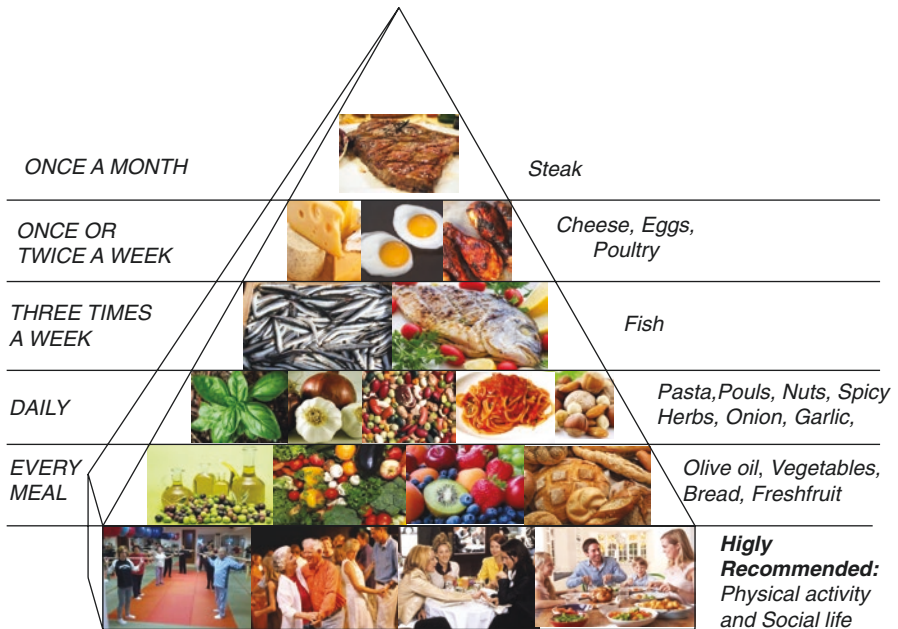 ONCE A MONTH
Steak
ONCE OR
TWICE A WEEK
Cheese, Eggs,
Poultry
THREE TIMES
A WEEK
Fish
DAILY
Pasta,Pouls, Nuts, Spicy
Herbs, Onion, Garlic,
EVERY
MEAL
Olive oil, Vegetables,
Bread, Freshfruit
Higly
Recommended:
Physical activity
and Social life